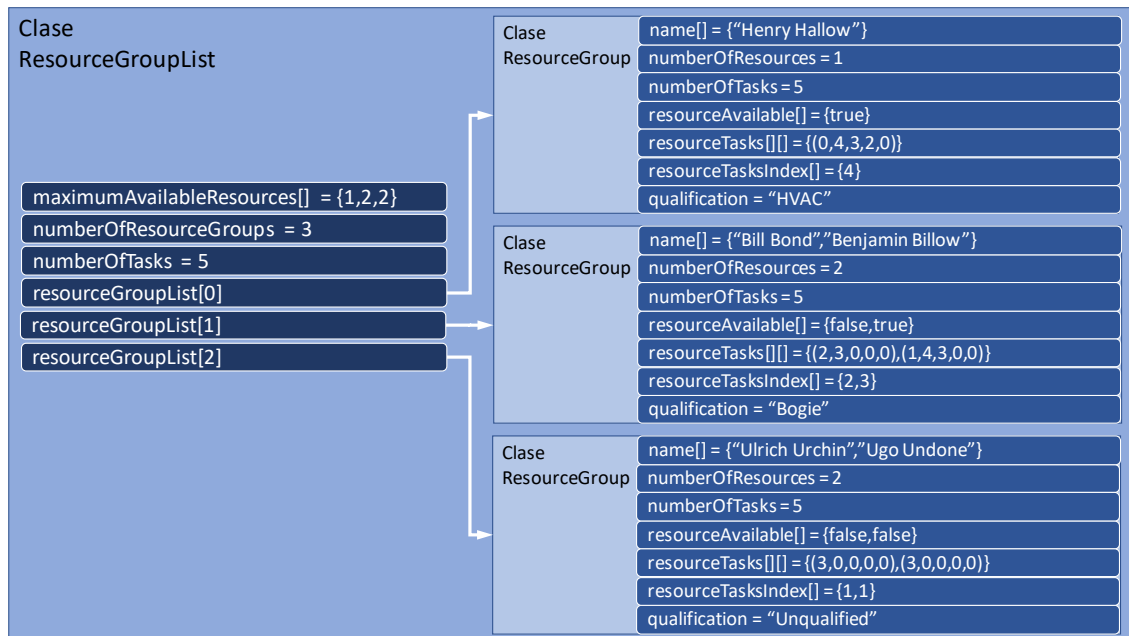 Clase
ResourceGroupList
maximumAvailableResources[] = {1,2,2}
numberOfResourceGroups = 3
numberOfTasks = 5
resourceGroupList[0]
resourceGroupList[1]
resourceGroupList[2]
Clase
ResourceGroup
name[] = {“Henry Hallow”}
numberOfResources = 1
numberOfTasks = 5
resourceAvailable[] = {true}
resourceTasks[][] = {(0,4,3,2,0)}
resourceTasksIndex[] = {4}
qualification = “HVAC”
Clase
ResourceGroup
name[] = {“Bill Bond”,”Benjamin Billow”}
numberOfResources = 2
numberOfTasks = 5
resourceAvailable[] = {false,true}
resourceTasks[][] = {(2,3,0,0,0),(1,4,3,0,0)}
resourceTasksIndex[] = {2,3}
qualification = “Bogie”
Clase
ResourceGroup
name[] = {“Ulrich Urchin”,”Ugo Undone”}
numberOfResources = 2
numberOfTasks = 5
resourceAvailable[] = {false,false}
resourceTasks[][] = {(3,0,0,0,0),(3,0,0,0,0)}
resourceTasksIndex[] = {1,1}
qualification = “Unqualified”